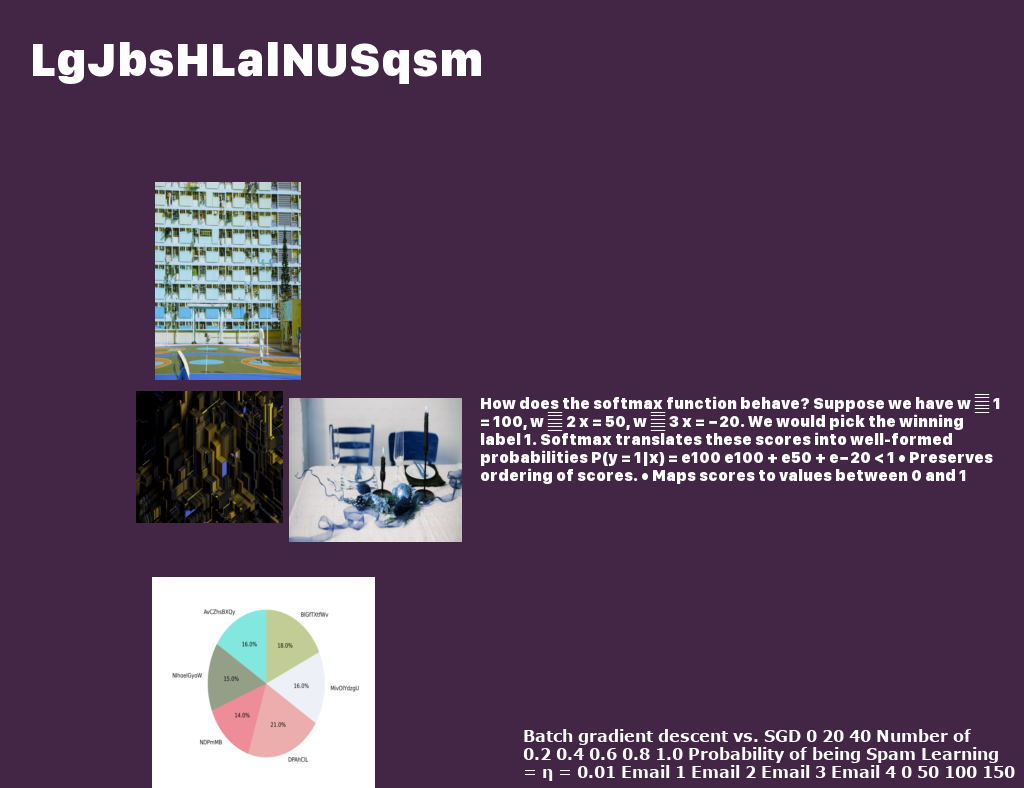 LgJbsHLalNUSqsm
How does the softmax function behave? Suppose we have w 1
= 100, w 2 x = 50, w 3 x = −20. We would pick the winning
label 1. Softmax translates these scores into well-formed
probabilities P(y = 1|x) = e100 e100 + e50 + e−20 < 1 • Preserves
ordering of scores. • Maps scores to values between 0 and 1
AvCZhsBXQy
BlGfTXtfWv
16.0%
18.0%
15.0%
16.0%
MivOlYdzgU
14.0%
21.0%
NDPmMB
DPAhCIL
Batch gradient descent vs. SGD 0 20 40 Number of
0.2 0.4 0.6 0.8 1.0 Probability of being Spam Learning
= η = 0.01 Email 1 Email 2 Email 3 Email 4 0 50 100 150